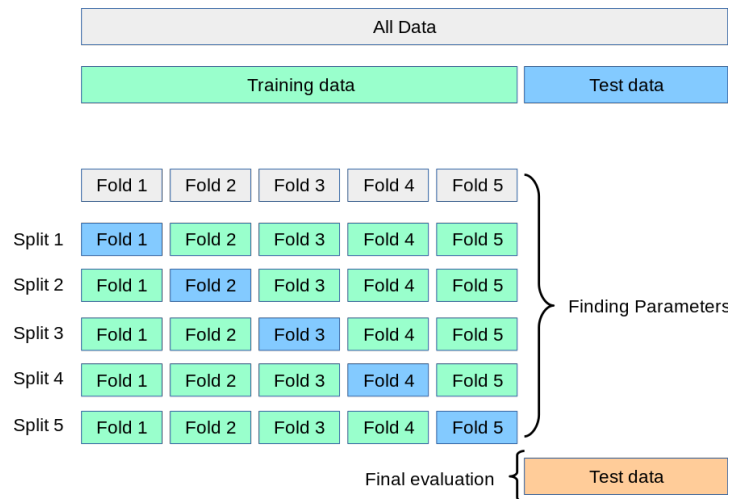 All Data
Training data Test data
Fold 1 Fold 2 Fold 3 Fold 4 Fold 5
Split 1 Fold 1 Fold 2 Fold 3 Fold 4 Fold 5
Split 2 Fold 1 Fold 2 Fold 3 Fold 4 Fold 5
Finding Parameters
Split 3 Fold 1 Fold 2 Fold 3 Fold 4 Fold 5
Split 4 Fold 1 Fold 2 Fold 3 Fold 4 Fold 5
Split 5 Fold 1 Fold 2 Fold 3 Fold 4 Fold 5
Final evaluation Test data